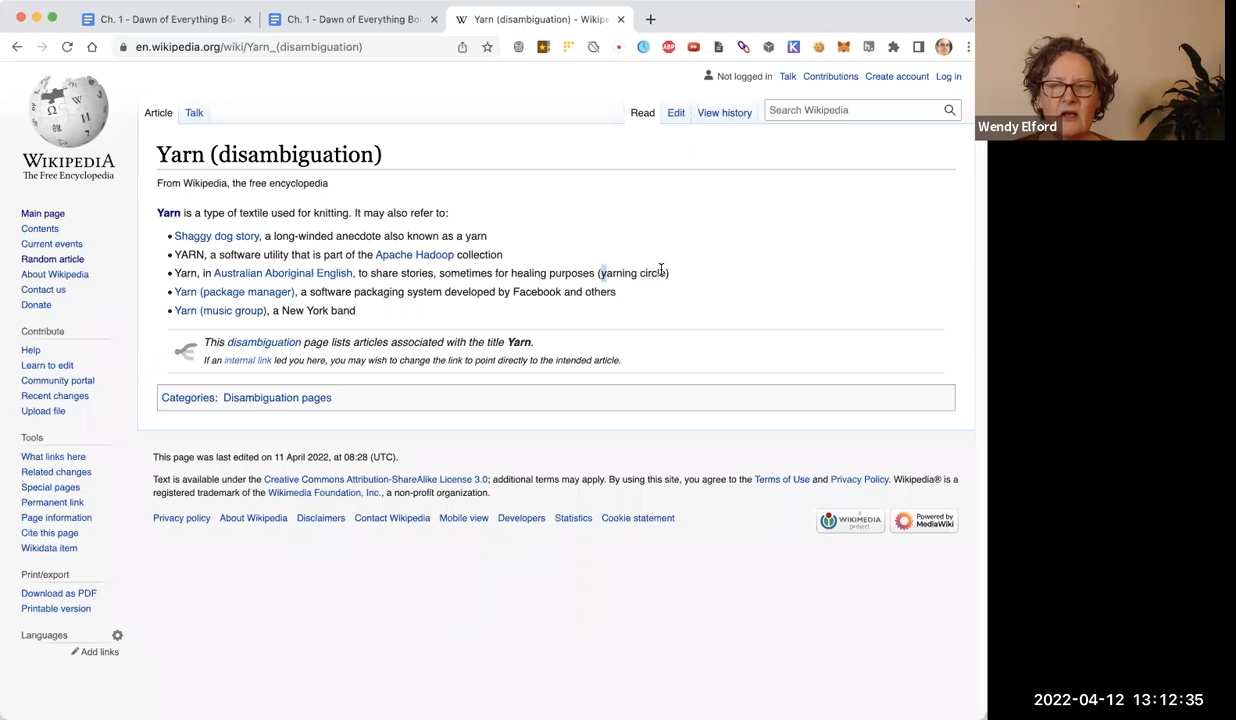 Ch. 1 - Dawn of Everything Bo
Ch. 1 - Dawn of Everything Bo
Yarn (disambiguation) - Wikipe
en.wikipedia.org/wiki/Yarn_(disambiguation)
Wendy Elford
Not logged in Talk Contributions Create account Log in
Article Talk
Read Edit View history
Search Wikipedia
WIKIPEDIA
The Free Encyclopedia
Main page
Contents
Current events
Random article
About Wikipedia
Contact us
Donate
Contribute
Help
Learn to edit
Community portal
Recent changes
Upload file
Tools
What links here
Related changes
Special pages
Permanent link
Page information
Cite this page
Wikidata item
Print/export
Download as PDF
Printable version
Languages
Add links
Yarn (disambiguation)
From Wikipedia, the free encyclopedia
Yarn is a type of textile used for knitting. It may also refer to:
• Shaggy dog story, a long-winded anecdote also known as a yarn
• YARN, a software utility that is part of the Apache Hadoop collection
• Yarn, in Australian Aboriginal English, to share stories, sometimes for healing purposes (yarning circle)
• Yarn (package manager), a software packaging system developed by Facebook and others
• Yarn (music group), a New York band
This disambiguation page lists articles associated with the title Yarn.
If an internal link led you here, you may wish to change the link to point directly to the intended article.
Categories: Disambiguation pages
This page was last edited on 11 April 2022, at 08:28 (UTC).
Text is available under the Creative Commons Attribution-ShareAlike License 3.0; additional terms may apply. By using this site, you agree to the Terms of Use and Privacy Policy. Wikipedia® is a
registered trademark of the Wikimedia Foundation, Inc., a non-profit organization.
Privacy policy About Wikipedia Disclaimers Contact Wikipedia Mobile view Developers Statistics Cookie statement
WIKIMEDIA
project
Powered by
MediaWiki
2022-04-12 13:12:35